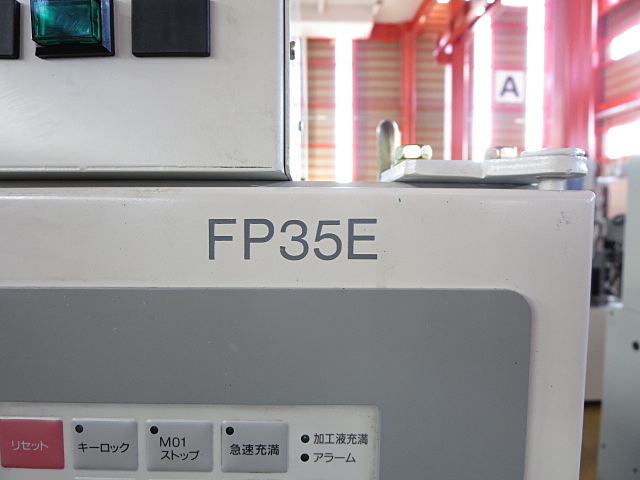 A
FP35E
リセット
キーロック
M01
ストップ
急速充満
加工液充満
アラーム